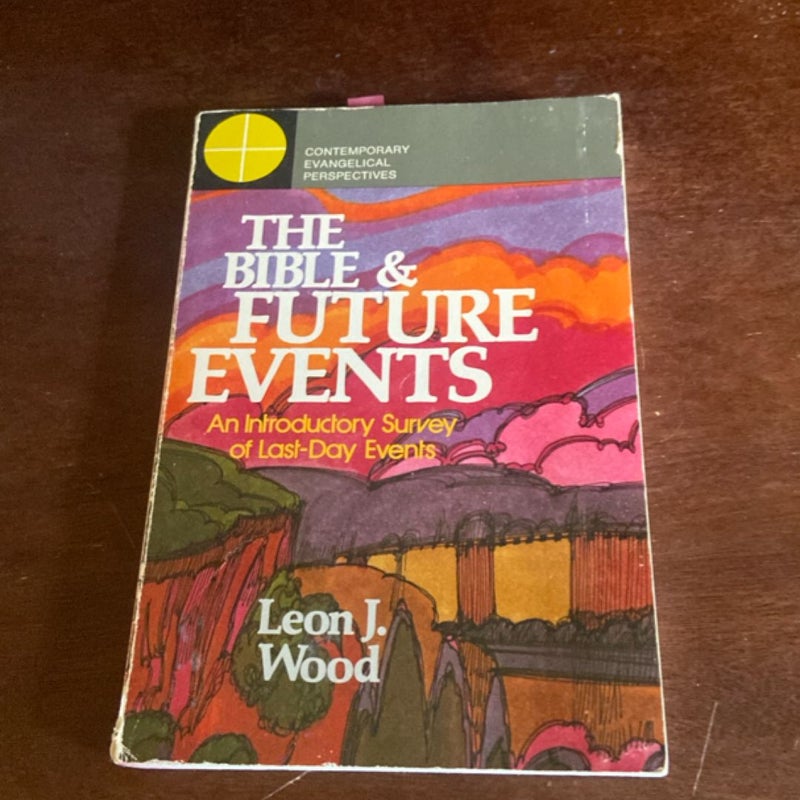 CONTEMPORARY
EVANGELICAL
PERSPECTIVES
THE
BIBLE &
FUTURE
EVENTS
An Introductory Survey
of Last-Day Events
Leon J.
Wood